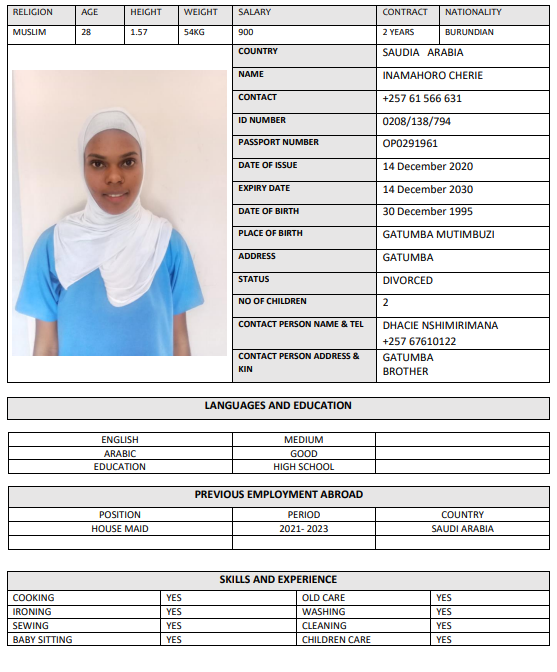 RELIGION AGE HEIGHT WEIGHT SALARY CONTRACT NATIONALITY
MUSLIM 28 1.57 54KG 900 2 YEARS BURUNDIAN
COUNTRY SAUDIA ARABIA
NAME INAMAHORO CHERIE
CONTACT +257 61 566 631
ID NUMBER 0208/138/794
PASSPORT NUMBER OP0291961
DATE OF ISSUE 14 December 2020
EXPIRY DATE 14 December 2030
DATE OF BIRTH 30 December 1995
PLACE OF BIRTH GATUMBA MUTIMBUZI
ADDRESS GATUMBA
STATUS DIVORCED
NO OF CHILDREN 2
CONTACT PERSON NAME & TEL DHACIE NSHIMIRIMANA
+257 67610122
CONTACT PERSON ADDRESS & GATUMBA
KIN BROTHER
LANGUAGES AND EDUCATION
ENGLISH MEDIUM
ARABIC GOOD
EDUCATION HIGH SCHOOL
PREVIOUS EMPLOYMENT ABROAD
POSITION PERIOD COUNTRY
HOUSE MAID 2021- 2023 SAUDI ARABIA
SKILLS AND EXPERIENCE
COOKING YES OLD CARE YES
IRONING YES WASHING YES
SEWING YES CLEANING YES
BABY SITTING YES CHILDREN CARE YES